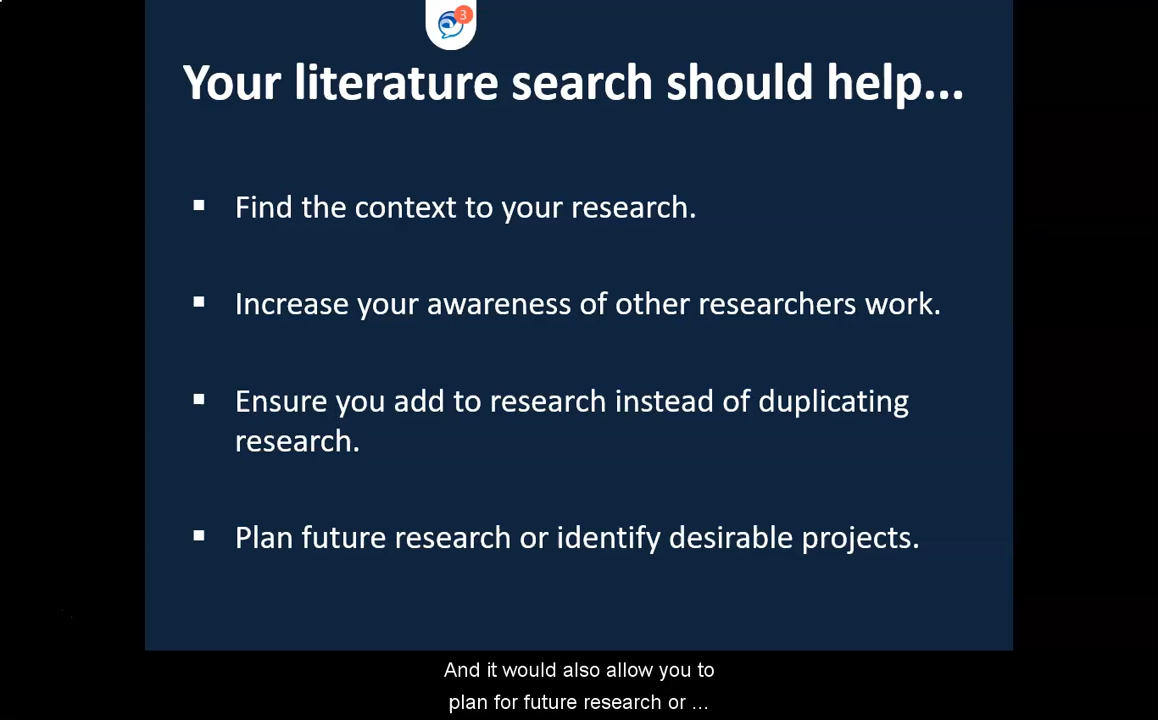 3
Your literature search should help...
▪ Find the context to your research.
▪ Increase your awareness of other researchers work.
▪ Ensure you add to research instead of duplicating
research.
▪ Plan future research or identify desirable projects.
And it would also allow you to
plan for future research or ...